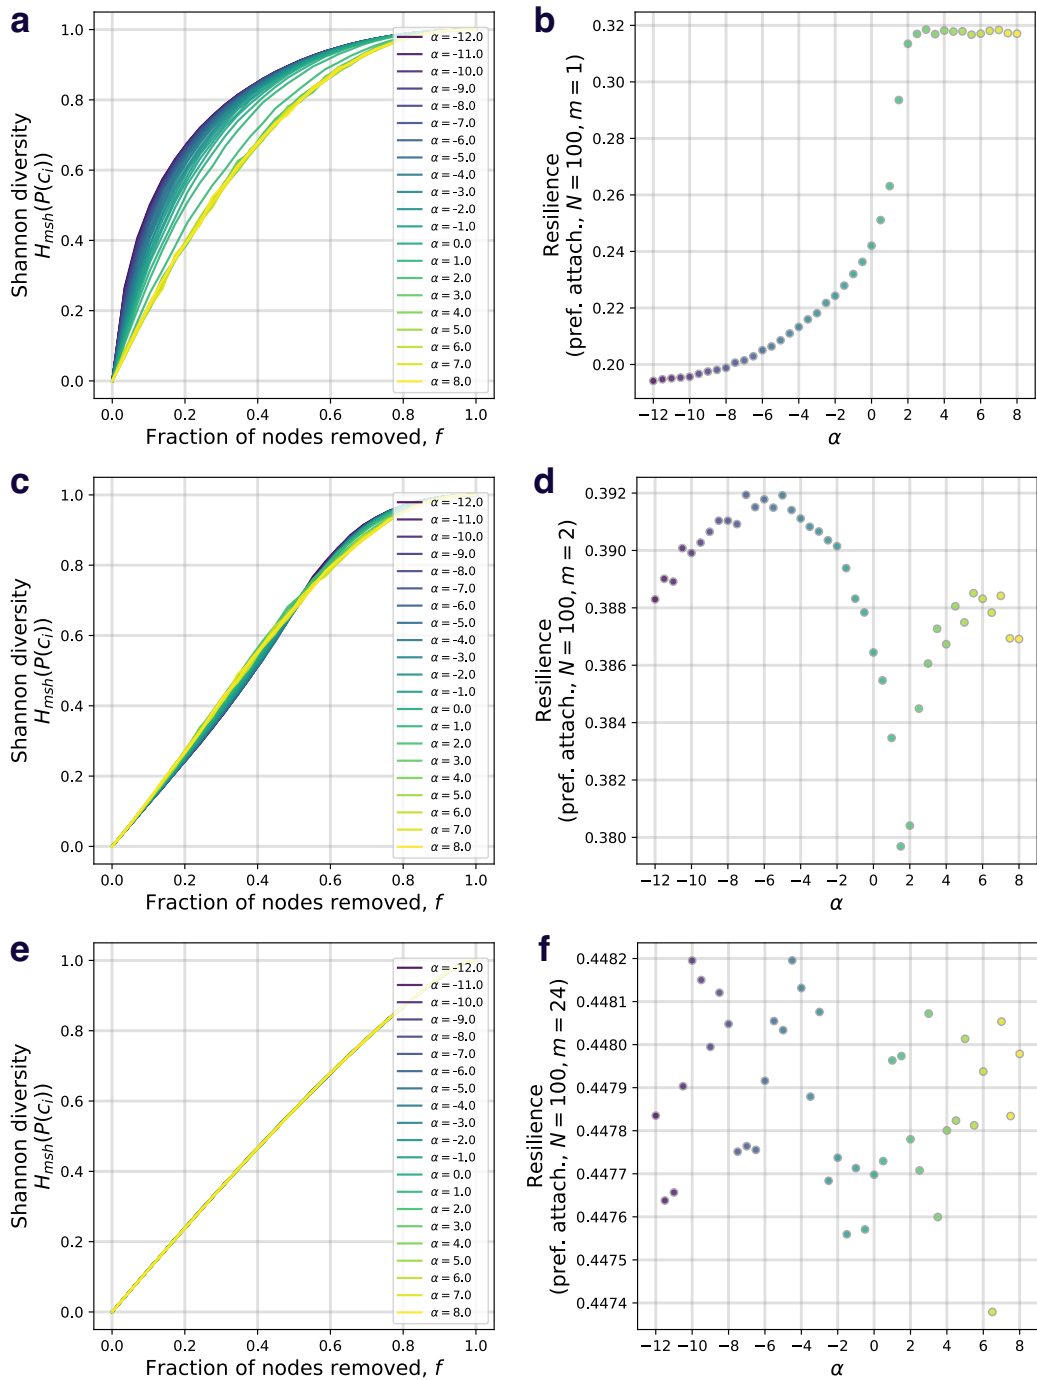 a
Shannon diversity
H_msh(P(c_i))
1.0
0.8
0.6
0.4
0.2
0.0
0.0 0.2 0.4 0.6 0.8 1.0
Fraction of nodes removed, f
α = -12.0
α = -11.0
α = -10.0
α = -9.0
α = -8.0
α = -7.0
α = -6.0
α = -5.0
α = -4.0
α = -3.0
α = -2.0
α = -1.0
α = 0.0
α = 1.0
α = 2.0
α = 3.0
α = 4.0
α = 5.0
α = 6.0
α = 7.0
α = 8.0
b
Resilience
(pref. attach., N = 100, m = 1)
0.32
0.30
0.28
0.26
0.24
0.22
0.20
−12 −10 −8 −6 −4 −2 0 2 4 6 8
α
c
Shannon diversity
H_msh(P(c_i))
1.0
0.8
0.6
0.4
0.2
0.0
0.0 0.2 0.4 0.6 0.8 1.0
Fraction of nodes removed, f
α = -12.0
α = -11.0
α = -10.0
α = -9.0
α = -8.0
α = -7.0
α = -6.0
α = -5.0
α = -4.0
α = -3.0
α = -2.0
α = -1.0
α = 0.0
α = 1.0
α = 2.0
α = 3.0
α = 4.0
α = 5.0
α = 6.0
α = 7.0
α = 8.0
d
Resilience
(pref. attach., N = 100, m = 2)
0.392
0.390
0.388
0.386
0.384
0.382
0.380
−12 −10 −8 −6 −4 −2 0 2 4 6 8
α
e
Shannon diversity
H_msh(P(c_i))
1.0
0.8
0.6
0.4
0.2
0.0
0.0 0.2 0.4 0.6 0.8 1.0
Fraction of nodes removed, f
α = -12.0
α = -11.0
α = -10.0
α = -9.0
α = -8.0
α = -7.0
α = -6.0
α = -5.0
α = -4.0
α = -3.0
α = -2.0
α = -1.0
α = 0.0
α = 1.0
α = 2.0
α = 3.0
α = 4.0
α = 5.0
α = 6.0
α = 7.0
α = 8.0
f
Resilience
(pref. attach., N = 100, m = 24)
0.4482
0.4481
0.4480
0.4479
0.4478
0.4477
0.4476
0.4475
0.4474
−12 −10 −8 −6 −4 −2 0 2 4 6 8
α